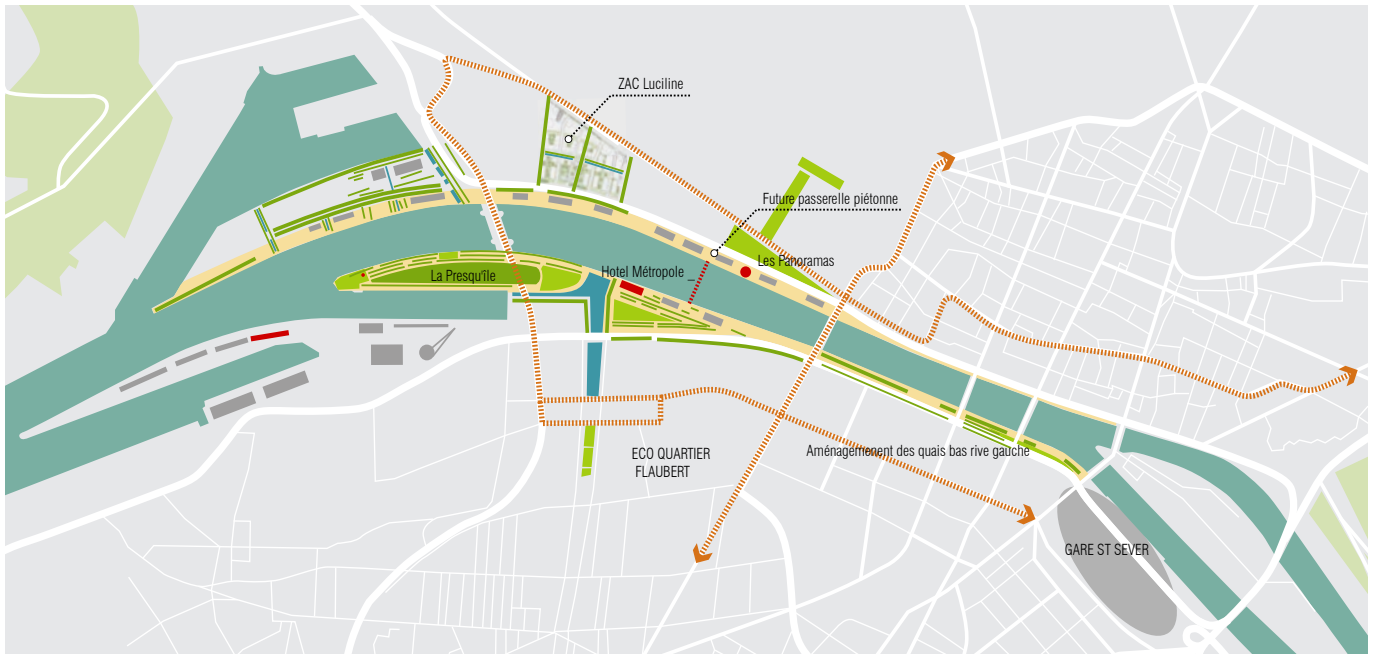 ZAC Luciline
Future passerelle piétonne
Les Panoramas
Hotel Métropole
La Presqu'île
ECO QUARTIER
FLAUBERT
Aménagement des quais bas rive gauche
GARE ST SEVER